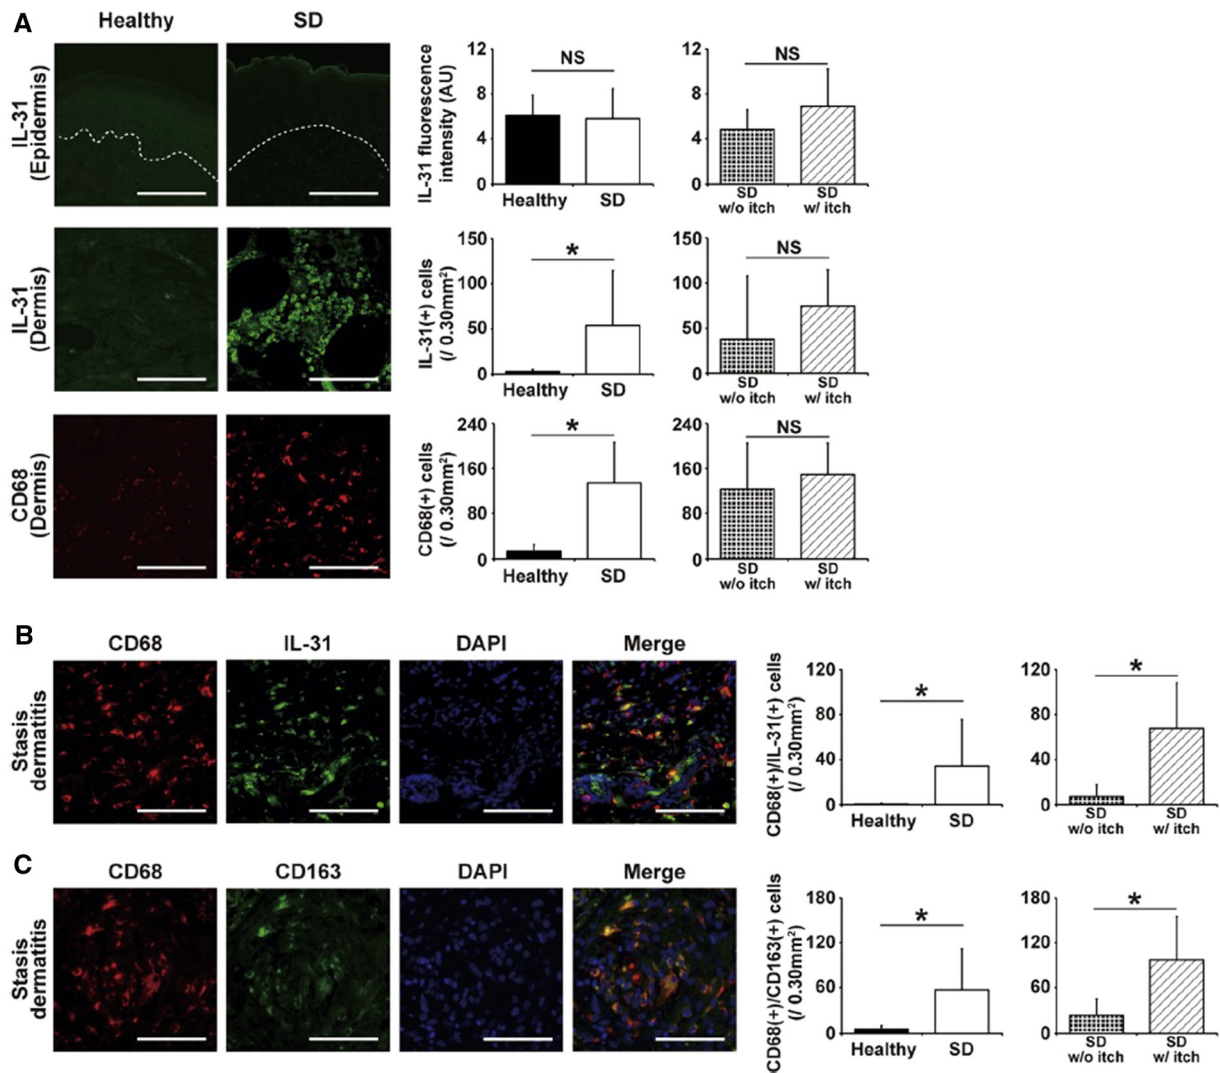 A
Healthy
SD
IL-31
(Epidermis)
IL-31 fluorescence
intensity (AU)
12
8
4
0
NS
Healthy
SD
12
8
4
0
NS
SD
w/o itch
SD
w/ itch
IL-31
(Dermis)
IL-31(+) cells
(/ 0.30mm²)
150
100
50
0
*
Healthy
SD
150
100
50
0
NS
SD
w/o itch
SD
w/ itch
CD68
(Dermis)
CD68(+) cells
(/ 0.30mm²)
240
160
80
0
*
Healthy
SD
240
160
80
0
NS
SD
w/o itch
SD
w/ itch
B
CD68
IL-31
DAPI
Merge
Stasis
dermatitis
CD68(+)/IL-31(+) cells
(/ 0.30mm²)
120
80
40
0
*
Healthy
SD
120
80
40
0
*
SD
w/o itch
SD
w/ itch
C
CD68
CD163
DAPI
Merge
Stasis
dermatitis
CD68(+)/CD163(+) cells
(/ 0.30mm²)
180
120
60
0
*
Healthy
SD
180
120
60
0
*
SD
w/o itch
SD
w/ itch